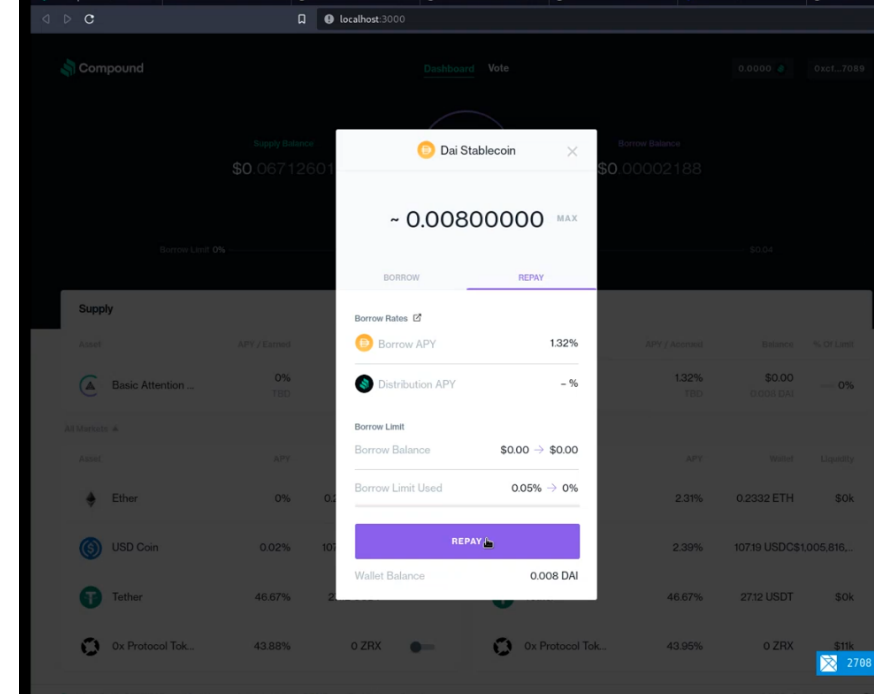 localhost:3000
Compound
Dashboard Vote
0.0000 0xcf...7089
Supply Balance
$0.06712601
Borrow Balance
$0.00002188
Borrow Limit 0%
$0.04
Dai Stablecoin
~ 0.00800000 MAX
BORROW REPAY
Borrow Rates
Borrow APY 1.32%
Distribution APY – %
Borrow Limit
Borrow Balance $0.00 → $0.00
Borrow Limit Used 0.05% → 0%
REPAY
Wallet Balance 0.008 DAI
Supply
Asset APY / Earned
Basic Attention ... 0%
TBD
All Markets
Asset APY
Ether 0% 0.2
USD Coin 0.02% 107
Tether 46.67% 2
0x Protocol Tok... 43.88% 0 ZRX
APY / Accrued Balance % Of Limit
1.32% $0.00 0%
TBD 0.008 DAI
APY Wallet Liquidity
2.31% 0.2332 ETH $0k
2.39% 107.19 USDC $1,005,816...
46.67% 27.12 USDT $0k
0x Protocol Tok... 43.95% 0 ZRX $11k
2708